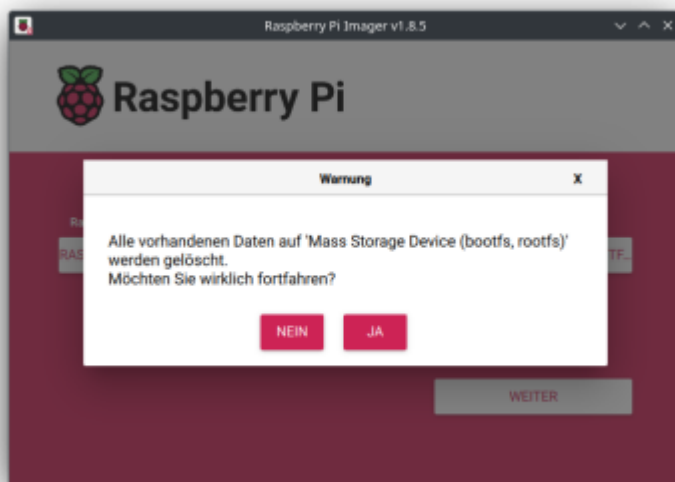 Raspberry Pi Imager v1.8.5
Raspberry Pi
Warnung X
Alle vorhandenen Daten auf 'Mass Storage Device (bootfs, rootfs)'
werden gelöscht.
Möchten Sie wirklich fortfahren?
NEIN JA
WEITER